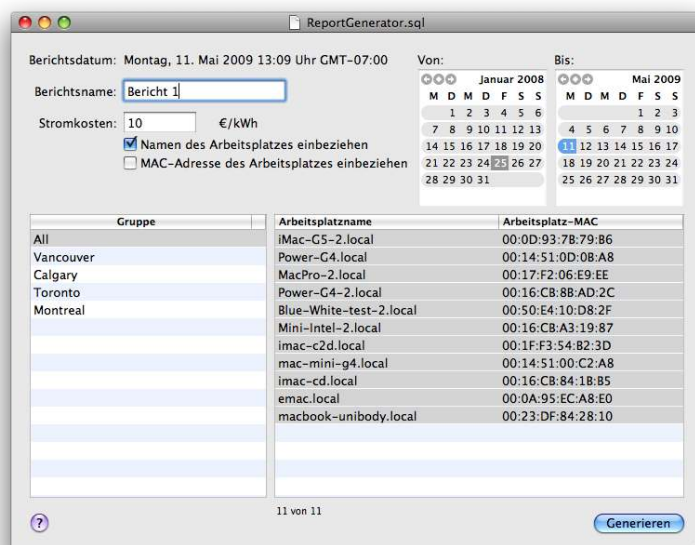 ReportGenerator.sql
Berichtsdatum: Montag, 11. Mai 2009 13:09 Uhr GMT-07:00
Berichtsname: Bericht 1
Stromkosten: 10 €/kWh
Namen des Arbeitsplatzes einbeziehen
MAC-Adresse des Arbeitsplatzes einbeziehen
Von:
Januar 2008
M D M D F S S
1 2 3 4 5 6
7 8 9 10 11 12 13
14 15 16 17 18 19 20
21 22 23 24 25 26 27
28 29 30 31
Bis:
Mai 2009
M D M D F S S
1 2 3
4 5 6 7 8 9 10
11 12 13 14 15 16 17
18 19 20 21 22 23 24
25 26 27 28 29 30 31
Gruppe
All
Vancouver
Calgary
Toronto
Montreal
Arbeitsplatzname Arbeitsplatz-MAC
iMac-G5-2.local 00:0D:93:7B:79:B6
Power-G4.local 00:14:51:0D:0B:A8
MacPro-2.local 00:17:F2:06:E9:EE
Power-G4-2.local 00:16:CB:8B:AD:2C
Blue-White-test-2.local 00:50:E4:10:D8:2F
Mini-Intel-2.local 00:16:CB:A3:19:87
imac-c2d.local 00:1F:F3:54:B2:3D
mac-mini-g4.local 00:14:51:00:C2:A8
imac-cd.local 00:16:CB:84:1B:B5
emac.local 00:0A:95:EC:A8:E0
macbook-unibody.local 00:23:DF:84:28:10
11 von 11
?
Generieren